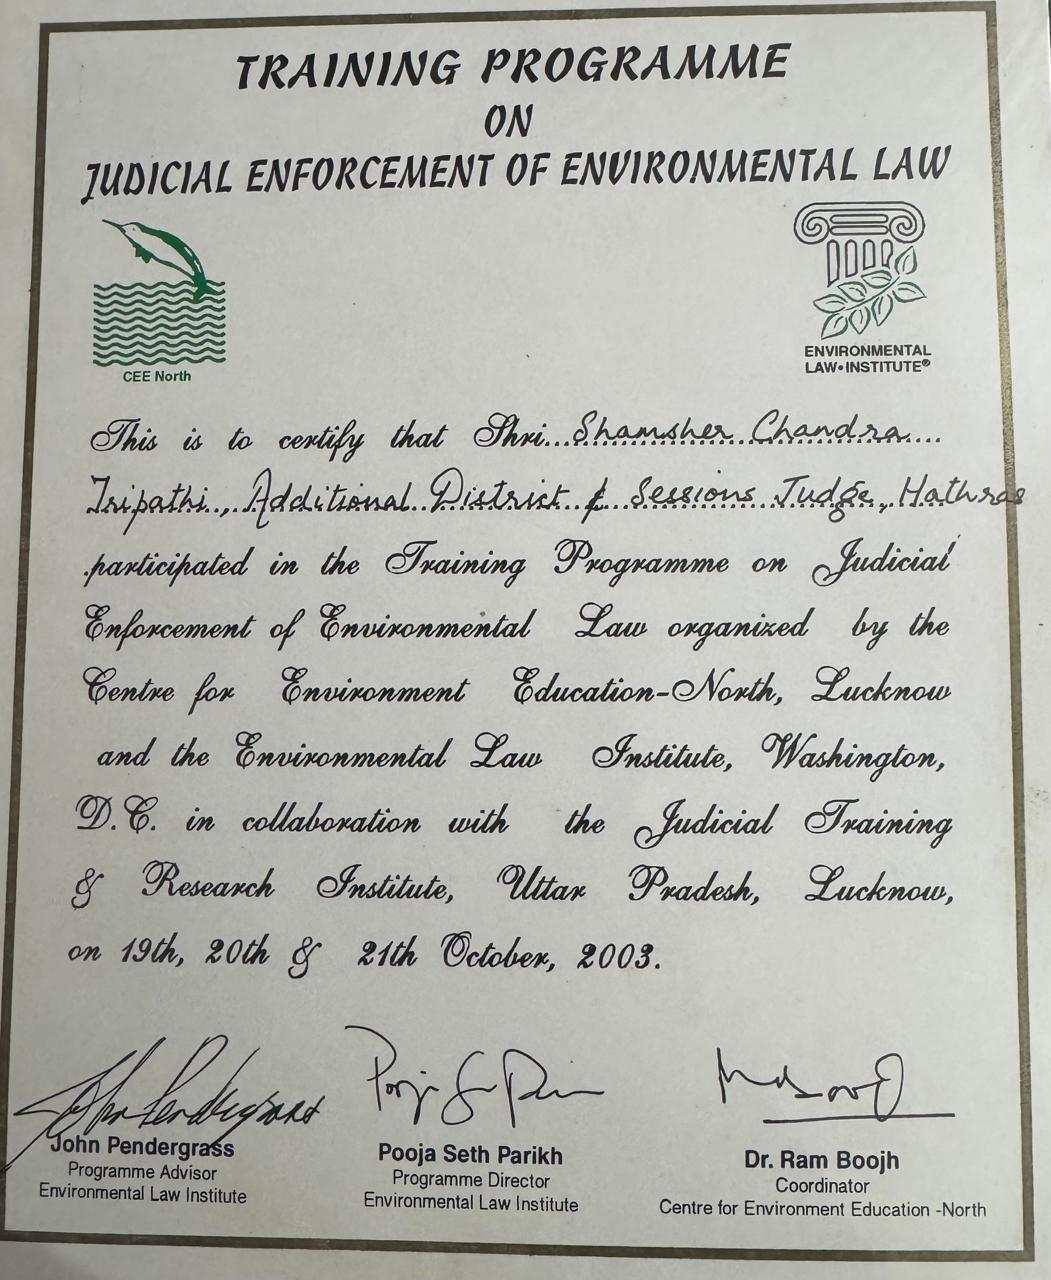 TRAINING PROGRAMME
ON
JUDICIAL ENFORCEMENT OF ENVIRONMENTAL LAW
CEE North
ENVIRONMENTAL
LAW•INSTITUTE®
This is to certify that Shri...Shamsher Chandra....
Tripathi.., Additional District & Sessions Judge, Hathras
participated in the Training Programme on Judicial
Enforcement of Environmental Law organized by the
Centre for Environment Education-North, Lucknow
and the Environmental Law Institute, Washington,
D.C. in collaboration with the Judicial Training
& Research Institute, Uttar Pradesh, Lucknow,
on 19th, 20th & 21th October, 2003.
John Pendergrass
John Pendergrass
Programme Advisor
Environmental Law Institute
Pooja Seth Parikh
Programme Director
Environmental Law Institute
Dr. Ram Boojh
Coordinator
Centre for Environment Education -North